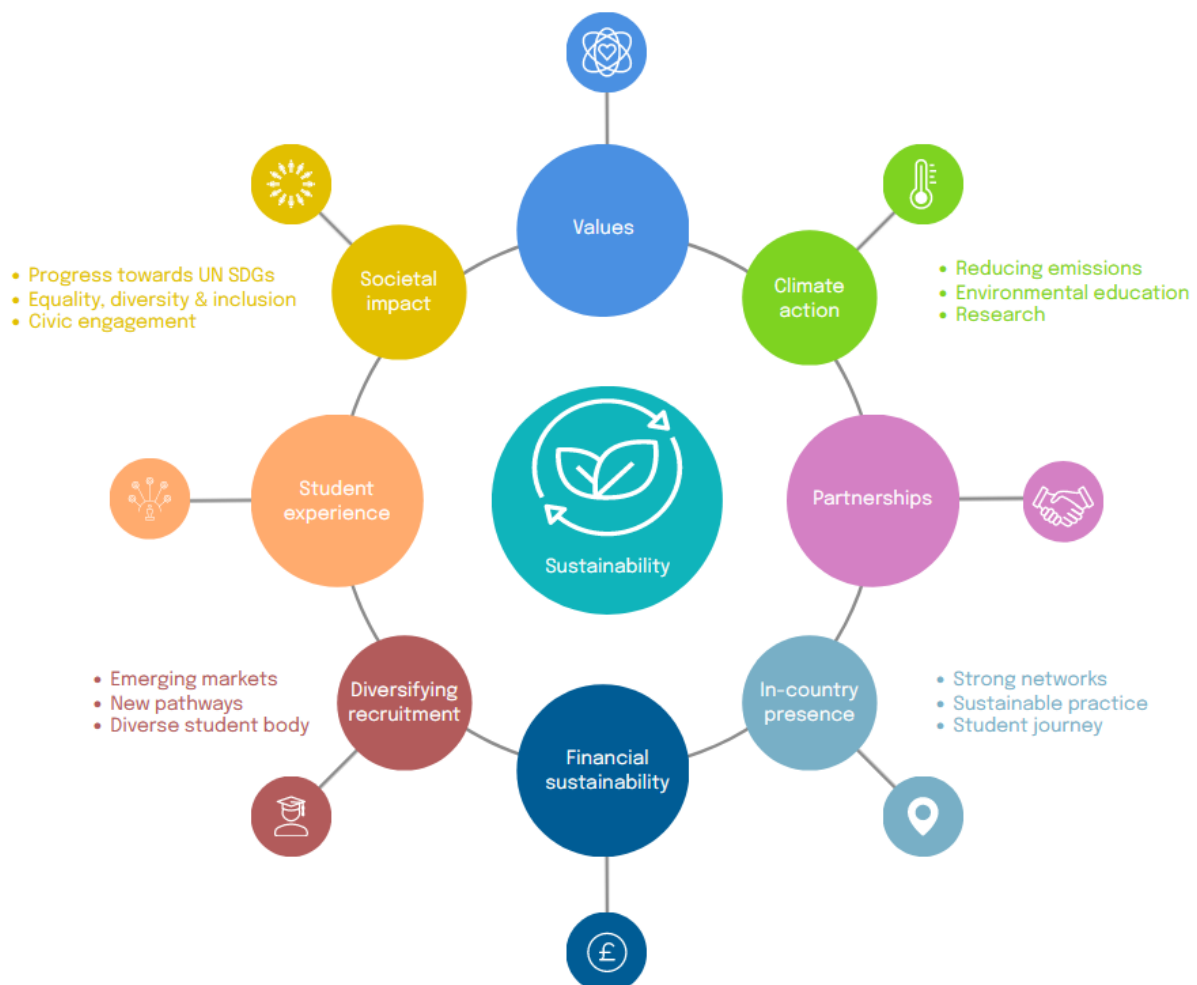 Values
Societal
impact
Climate
action
• Progress towards UN SDGs
• Equality, diversity & inclusion
• Civic engagement
• Reducing emissions
• Environmental education
• Research
Student
experience
Sustainability
Partnerships
• Emerging markets
• New pathways
• Diverse student body
Diversifying
recruitment
In-country
presence
• Strong networks
• Sustainable practice
• Student journey
Financial
sustainability
£